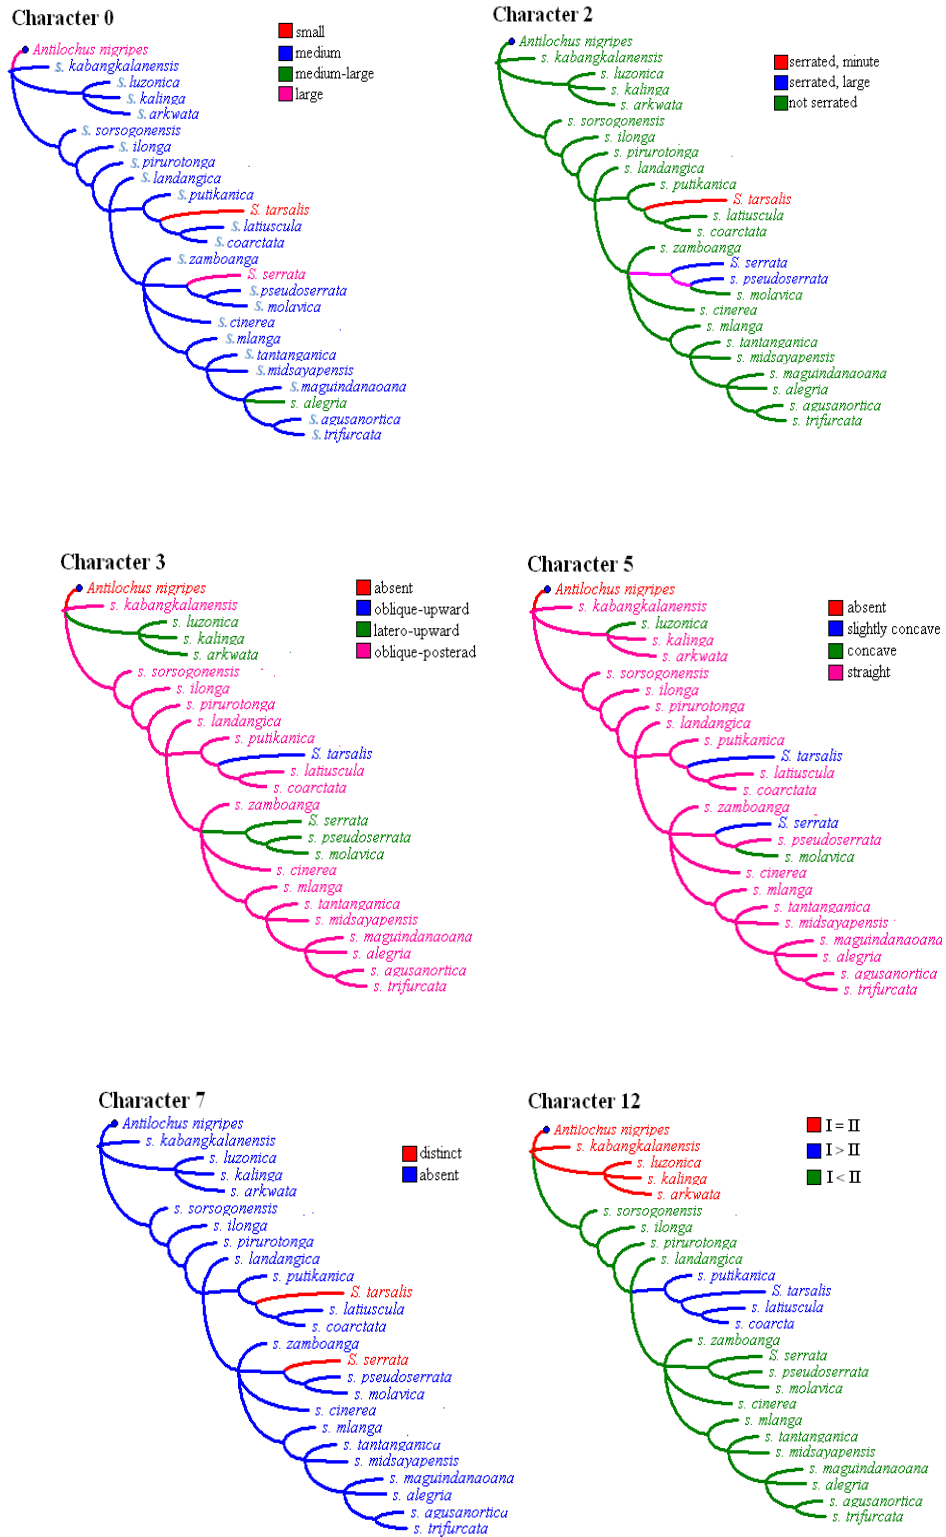 Character 0
small
medium
medium-large
large
Antilochus nigripes
S. kabangkalanensis
S. luzonica
S. kalinga
S. arkwata
S. sorsogonensis
S. ilonga
S. pirurotonga
S. landangica
S. putikanica
S. tarsalis
S. latiuscula
S. coarctata
S. zamboanga
S. serrata
S. pseudoserrata
S. molavica
S. cinerea
S. mlanga
S. tantanganica
S. midsayapensis
S. maguindanaoana
s. alegria
S. agusanortica
S. trifurcata
Character 2
serrated, minute
serrated, large
not serrated
Antilochus nigripes
s. kabangkalanensis
s. luzonica
s. kalinga
s. arkwata
s. sorsogonensis
s. ilonga
s. pirurotonga
s. landangica
s. putikanica
S. tarsalis
s. latiuscula
s. coarctata
s. zamboanga
S. serrata
s. pseudoserrata
s. molavica
s. cinerea
s. mlanga
s. tantanganica
s. midsayapensis
s. maguindanaoana
s. alegria
s. agusanortica
s. trifurcata
Character 3
absent
oblique-upward
latero-upward
oblique-posterad
Antilochus nigripes
s. kabangkalanensis
s. luzonica
s. kalinga
s. arkwata
s. sorsogonensis
s. ilonga
s. pirurotonga
s. landangica
s. putikanica
S. tarsalis
s. latiuscula
s. coarctata
s. zamboanga
S. serrata
s. pseudoserrata
s. molavica
s. cinerea
s. mlanga
s. tantanganica
s. midsayapensis
s. maguindanaoana
s. alegria
s. agusanortica
s. trifurcata
Character 5
absent
slightly concave
concave
straight
Antilochus nigripes
s. kabangkalanensis
s. luzonica
s. kalinga
s. arkwata
s. sorsogonensis
s. ilonga
s. pirurotonga
s. landangica
s. putikanica
S. tarsalis
s. latiuscula
s. coarctata
s. zamboanga
S. serrata
s. pseudoserrata
s. molavica
s. cinerea
s. mlanga
s. tantanganica
s. midsayapensis
s. maguindanaoana
s. alegria
s. agusanortica
s. trifurcata
Character 7
distinct
absent
Antilochus nigripes
s. kabangkalanensis
s. luzonica
s. kalinga
s. arkwata
s. sorsogonensis
s. ilonga
s. pirurotonga
s. landangica
s. putikanica
S. tarsalis
s. latiuscula
s. coarctata
s. zamboanga
S. serrata
s. pseudoserrata
s. molavica
s. cinerea
s. mlanga
s. tantanganica
s. midsayapensis
s. maguindanaoana
s. alegria
s. agusanortica
s. trifurcata
Character 12
I = II
I > II
I < II
Antilochus nigripes
s. kabangkalanensis
s. luzonica
s. kalinga
s. arkwata
s. sorsogonensis
s. ilonga
s. pirurotonga
s. landangica
s. putikanica
S. tarsalis
s. latiuscula
s. coarcta
s. zamboanga
S. serrata
s. pseudoserrata
s. molavica
s. cinerea
s. mlanga
s. tantanganica
s. midsayapensis
s. maguindanaoana
s. alegria
s. agusanortica
s. trifurcata